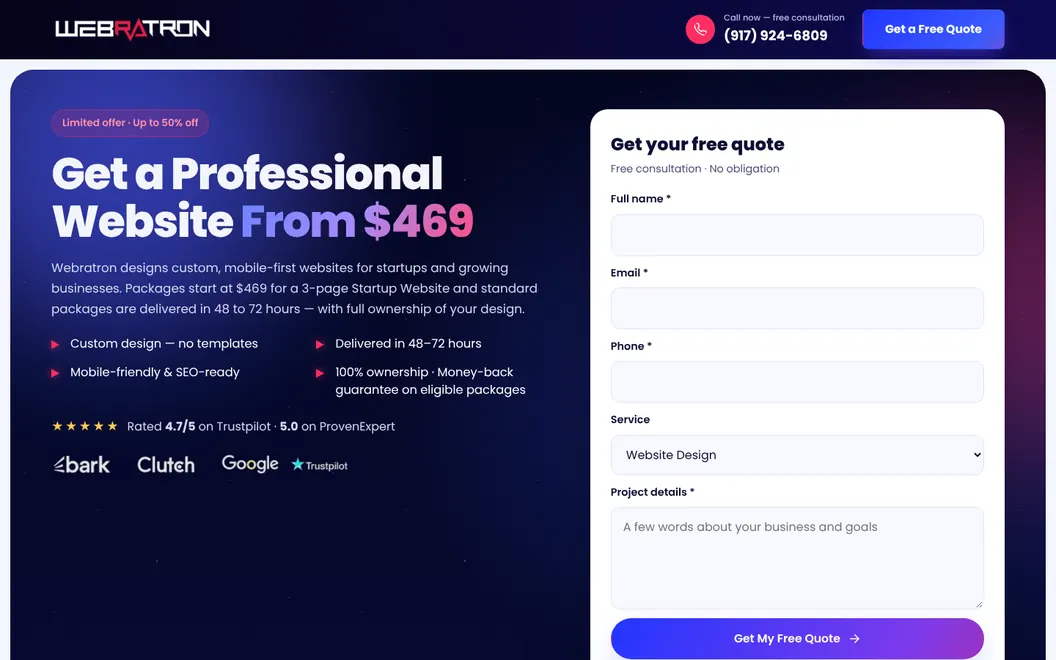 WEBRATRON
Call now — free consultation
(917) 924-6809
Get a Free Quote
Limited offer · Up to 50% off
Get a Professional
Website From $469
Webratron designs custom, mobile-first websites for startups and growing
businesses. Packages start at $469 for a 3-page Startup Website and standard
packages are delivered in 48 to 72 hours — with full ownership of your design.
Custom design — no templates
Delivered in 48–72 hours
Mobile-friendly & SEO-ready
100% ownership · Money-back
guarantee on eligible packages
★★★★★ Rated 4.7/5 on Trustpilot · 5.0 on ProvenExpert
bark
Clutch
Google
Trustpilot
Get your free quote
Free consultation · No obligation
Full name *
Email *
Phone *
Service
Website Design
Project details *
A few words about your business and goals
Get My Free Quote →